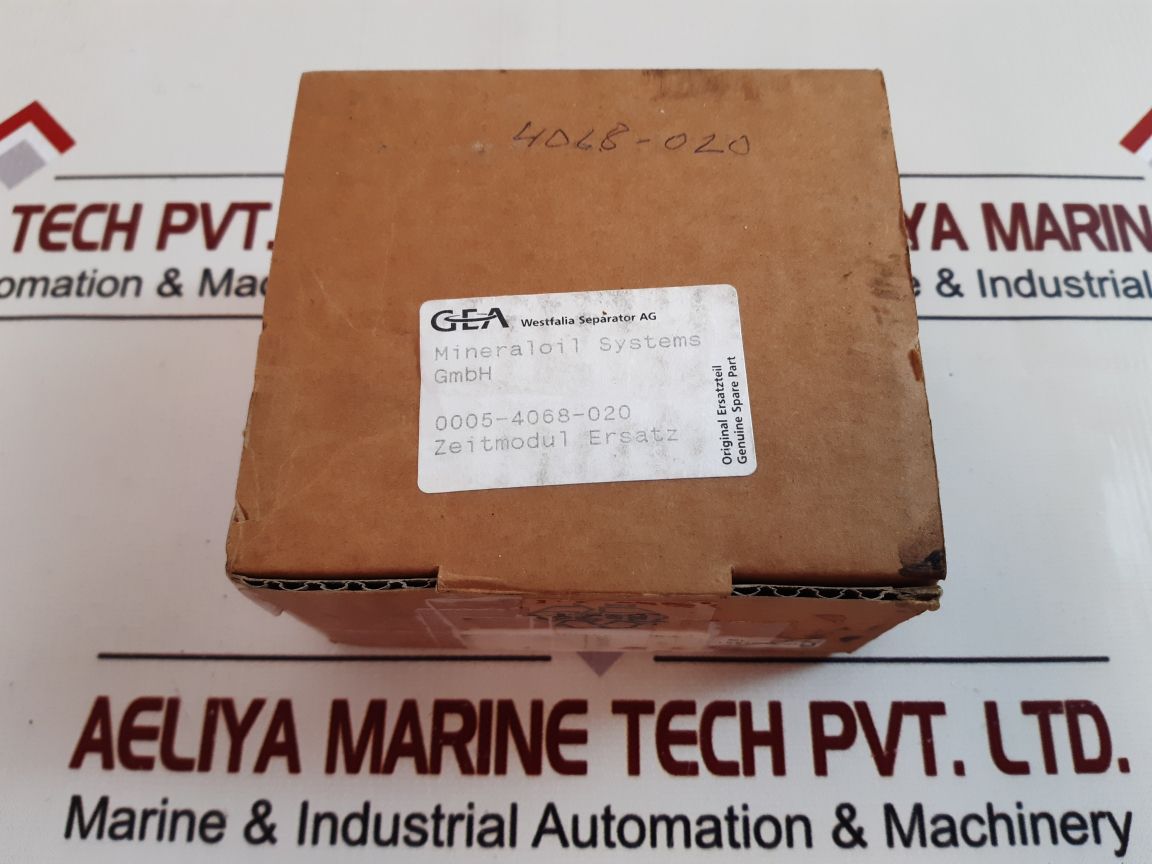 4068-020
TECH PVT.
omation & Mac
YA MARIN
e & Industrial
GEA Westfalia Separator AG
Mineraloil Systems
GmbH
0005-4068-020
Zeitmodul Ersatz
Original Ersatzteil
Genuine Spare Part
AELIYA MARINE TECH PVT. LTD.
Marine & Industrial Automation & Machinery